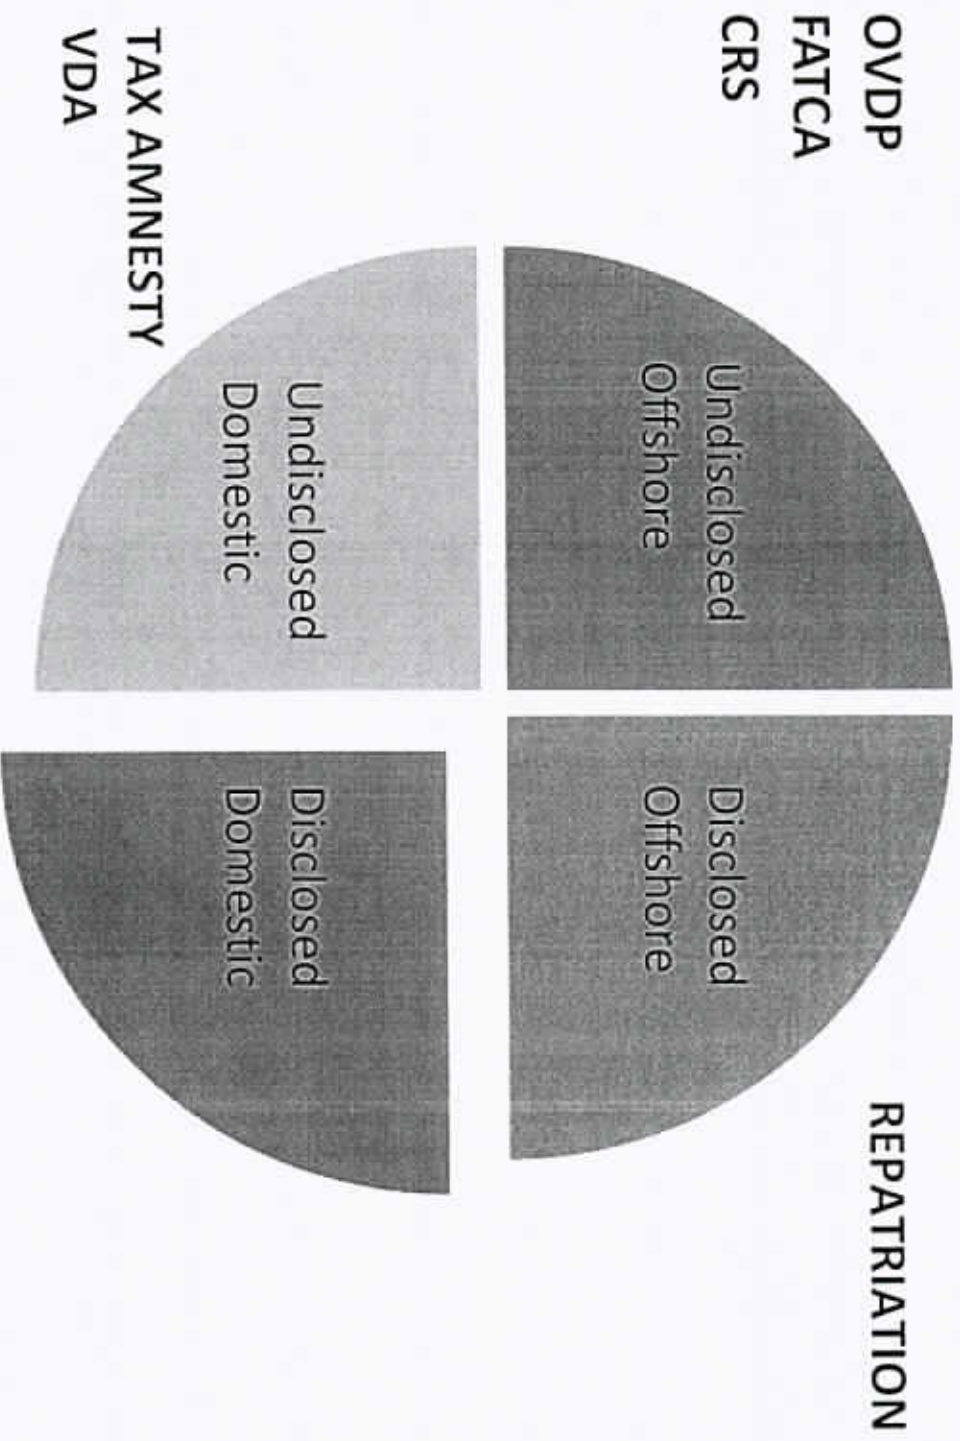 OVDP
FATCA
CRS
REPATRIATION
Undisclosed
Offshore
Disclosed
Offshore
Undisclosed
Domestic
Disclosed
Domestic
TAX AMNESTY
VDA